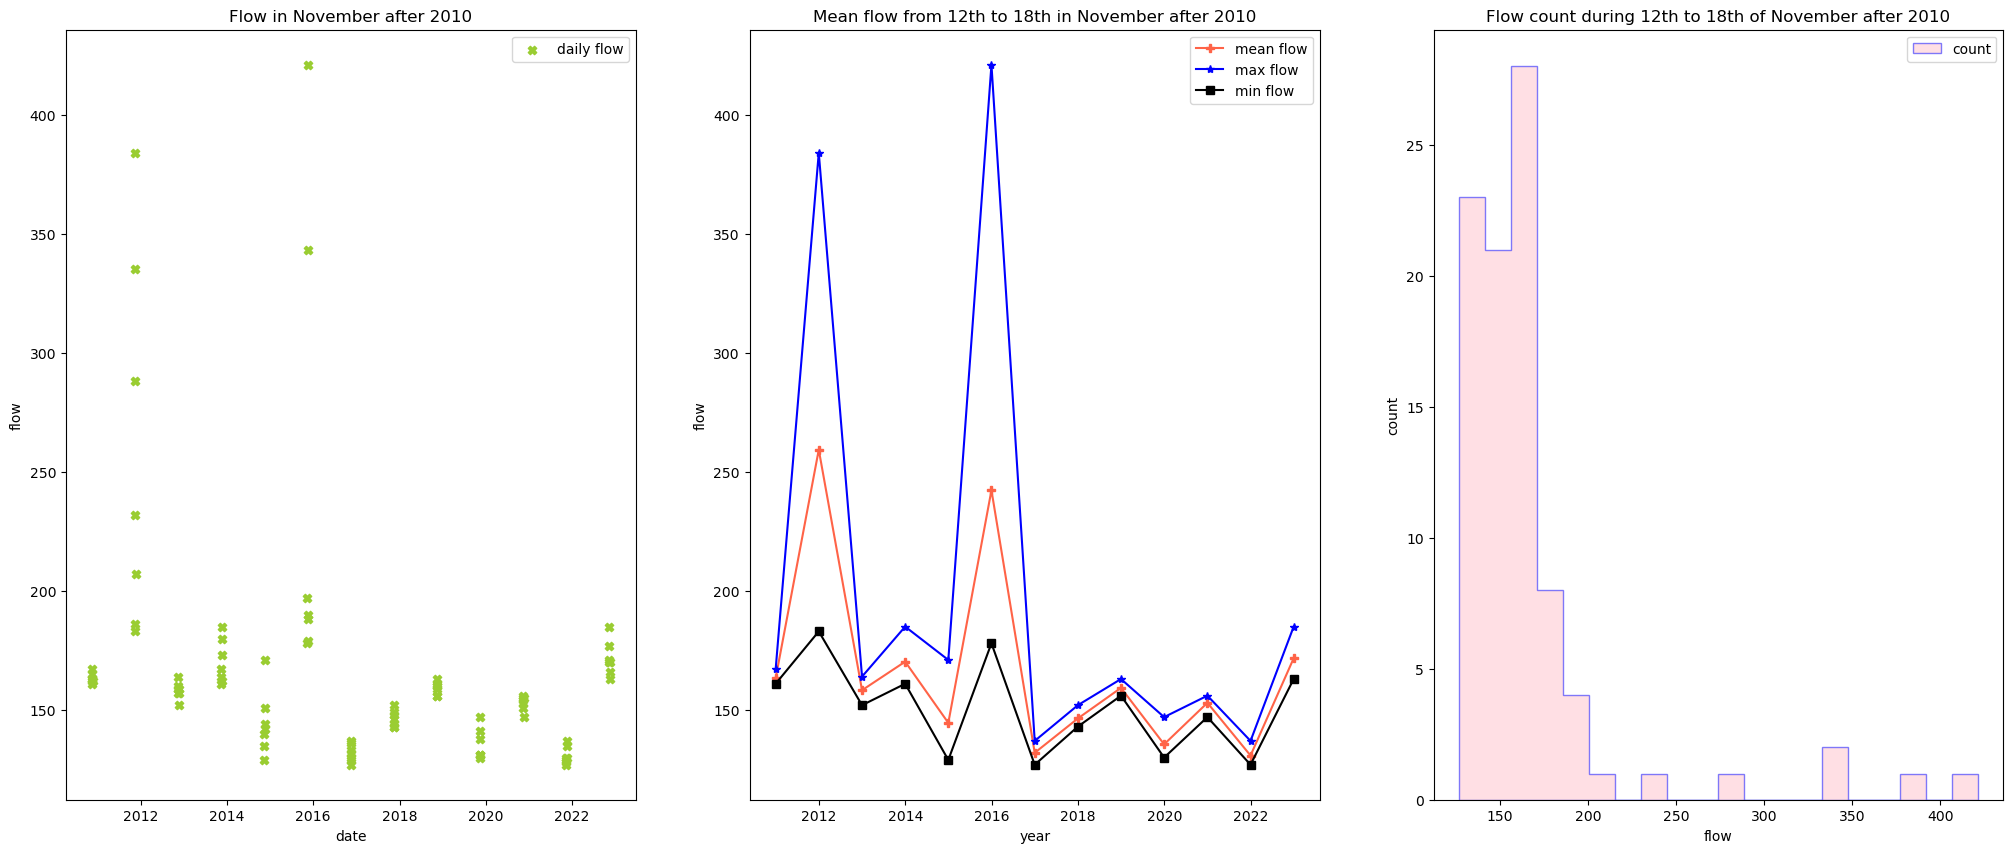 Flow in November after 2010
daily flow
400
350
300
250
200
150
flow
2012 2014 2016 2018 2020 2022
date
Mean flow from 12th to 18th in November after 2010
mean flow
max flow
min flow
400
350
300
250
200
150
flow
2012 2014 2016 2018 2020 2022
year
Flow count during 12th to 18th of November after 2010
count
25
20
15
10
5
0
count
150 200 250 300 350 400
flow